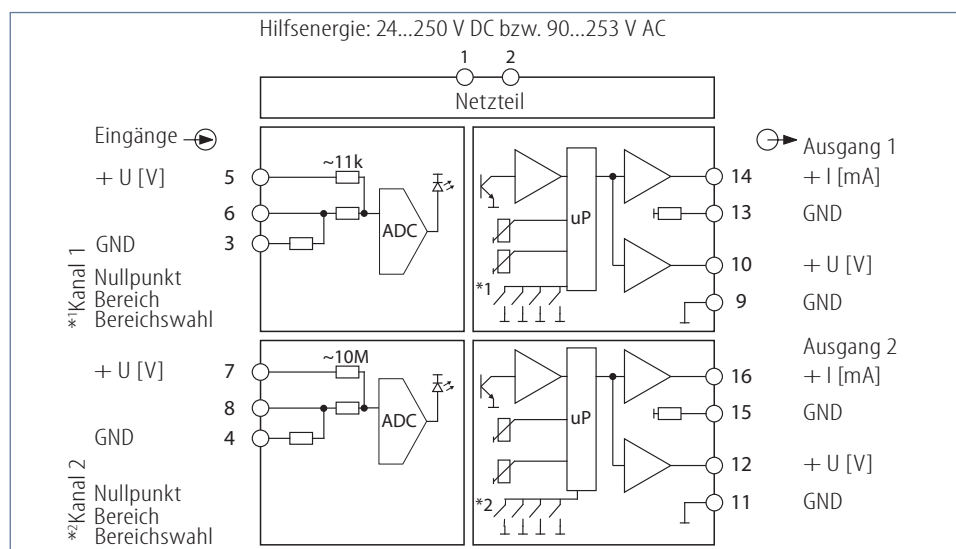 Hilfsenergie: 24...250 V DC bzw. 90...253 V AC
1 2
Netzteil
Eingänge
Ausgang 1
+ U [V] 5 ~11k
14 + I [mA]
6
13 GND
ADC
uP
GND 3
*1Kanal 1
Nullpunkt
Bereich
Bereichswahl
*1
10 + U [V]
9 GND
Ausgang 2
+ U [V] 7 ~10M
16 + I [mA]
8
15 GND
ADC
uP
GND 4
*2Kanal 2
Nullpunkt
Bereich
Bereichswahl
*2
12 + U [V]
11 GND